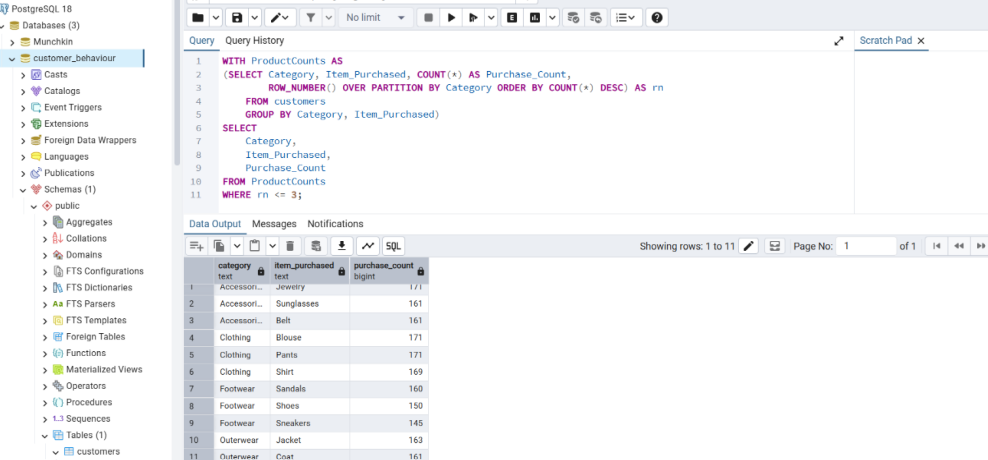 PostgreSQL 18
Databases (3)
Munchkin
customer_behaviour
Casts
Catalogs
Event Triggers
Extensions
Foreign Data Wrappers
Languages
Publications
Schemas (1)
public
Aggregates
Collations
Domains
FTS Configurations
FTS Dictionaries
FTS Parsers
FTS Templates
Foreign Tables
Functions
Materialized Views
Operators
Procedures
1..3 Sequences
Tables (1)
customers
No limit
Query Query History
Scratch Pad
1 WITH ProductCounts AS
2 (SELECT Category, Item_Purchased, COUNT(*) AS Purchase_Count,
3 ROW_NUMBER() OVER PARTITION BY Category ORDER BY COUNT(*) DESC) AS rn
4 FROM customers
5 GROUP BY Category, Item_Purchased)
6 SELECT
7 Category,
8 Item_Purchased,
9 Purchase_Count
10 FROM ProductCounts
11 WHERE rn <= 3;
Data Output Messages Notifications
SQL
Showing rows: 1 to 11
Page No: 1 of 1
category text item_purchased text purchase_count bigint
1 Accessori... Jewelry 171
2 Accessori... Sunglasses 161
3 Accessori... Belt 161
4 Clothing Blouse 171
5 Clothing Pants 171
6 Clothing Shirt 169
7 Footwear Sandals 160
8 Footwear Shoes 150
9 Footwear Sneakers 145
10 Outerwear Jacket 163
11 Outerwear Coat 161